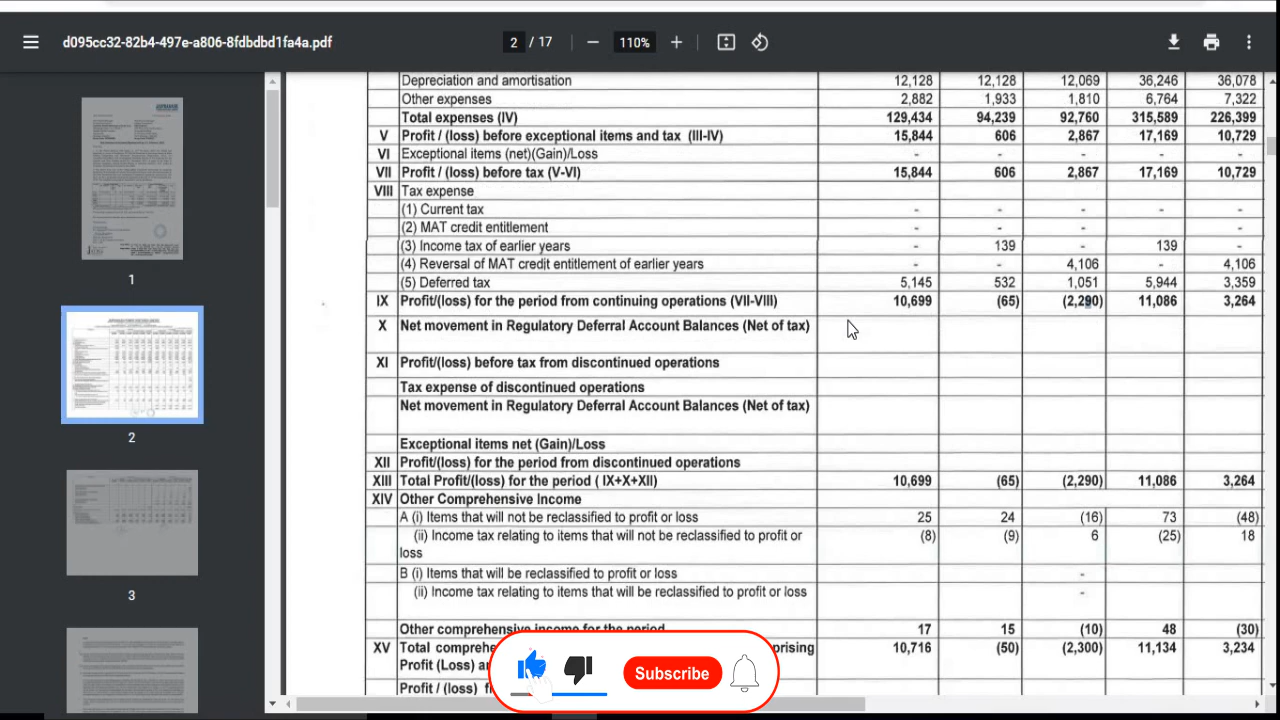 d095cc32-82b4-497e-a806-8fdbdbd1fa4a.pdf 2 / 17 110%
1
2
3
Depreciation and amortisation 12,128 12,128 12,069 36,246 36,078
Other expenses 2,882 1,933 1,810 6,764 7,322
Total expenses (IV) 129,434 94,239 92,760 315,589 226,399
V Profit / (loss) before exceptional items and tax (III-IV) 15,844 606 2,867 17,169 10,729
VI Exceptional items (net)(Gain)/Loss - - - - -
VII Profit / (loss) before tax (V-VI) 15,844 606 2,867 17,169 10,729
VIII Tax expense
(1) Current tax - - - - -
(2) MAT credit entitlement - - - - -
(3) Income tax of earlier years - 139 - 139 -
(4) Reversal of MAT credit entitlement of earlier years - - 4,106 - 4,106
(5) Deferred tax 5,145 532 1,051 5,944 3,359
IX Profit/(loss) for the period from continuing operations (VII-VIII) 10,699 (65) (2,290) 11,086 3,264
X Net movement in Regulatory Deferral Account Balances (Net of tax)
XI Profit/(loss) before tax from discontinued operations
Tax expense of discontinued operations
Net movement in Regulatory Deferral Account Balances (Net of tax)
Exceptional items net (Gain)/Loss
XII Profit/(loss) for the period from discontinued operations
XIII Total Profit/(loss) for the period ( IX+X+XII) 10,699 (65) (2,290) 11,086 3,264
XIV Other Comprehensive Income
A (i) Items that will not be reclassified to profit or loss 25 24 (16) 73 (48)
(ii) Income tax relating to items that will not be reclassified to profit or (8) (9) 6 (25) 18
loss
B (i) Items that will be reclassified to profit or loss -
(ii) Income tax relating to items that will be reclassified to profit or loss -
Other comprehensive income for the period 17 15 (10) 48 (30)
XV Total comprehe prising 10,716 (50) (2,300) 11,134 3,234
Profit (Loss) an
Profit / (loss) f
Subscribe